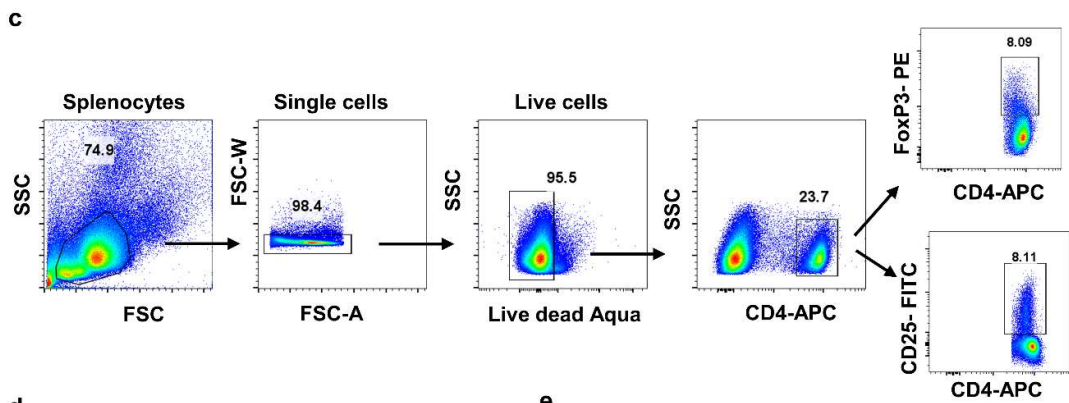 c
Splenocytes
74.9
SSC
FSC
Single cells
98.4
FSC-W
FSC-A
Live cells
95.5
SSC
Live dead Aqua
23.7
SSC
CD4-APC
8.09
FoxP3- PE
CD4-APC
8.11
CD25- FITC
CD4-APC
e